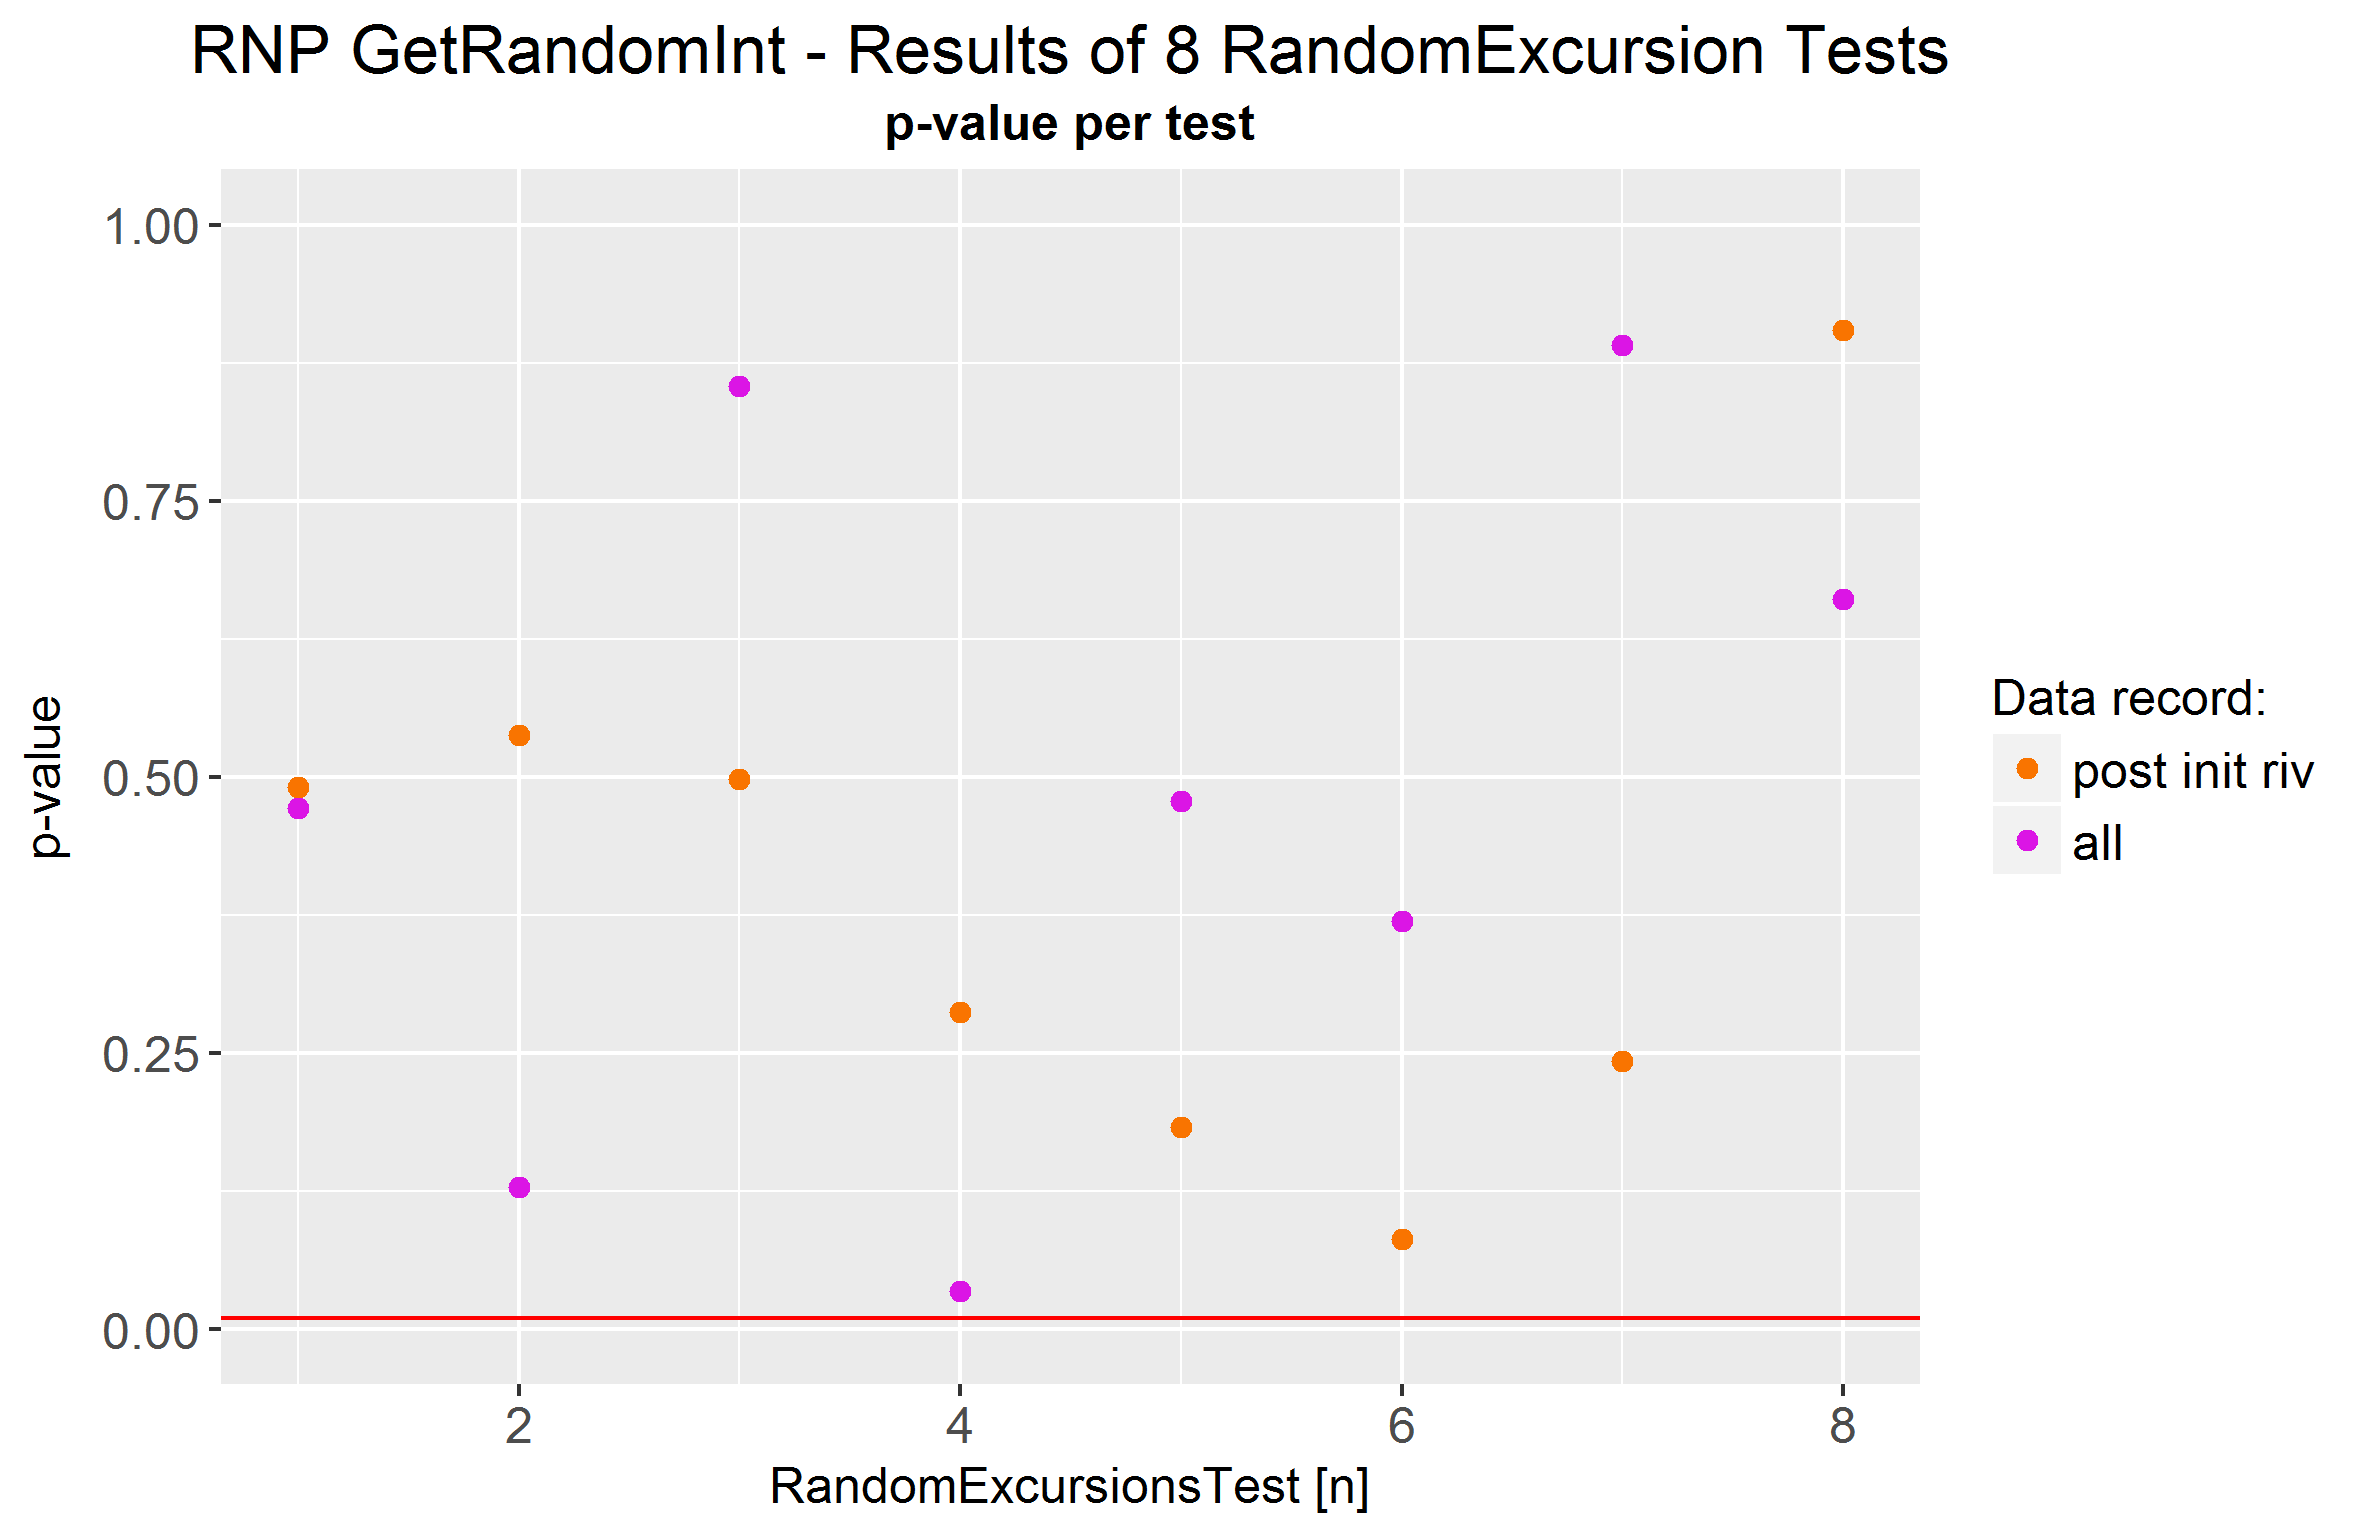 RNP GetRandomInt - Results of 8 RandomExcursion Tests
p-value per test
1.00
0.75
0.50
0.25
0.00
p-value
2 4 6 8
RandomExcursionsTest [n]
Data record:
post init riv
all